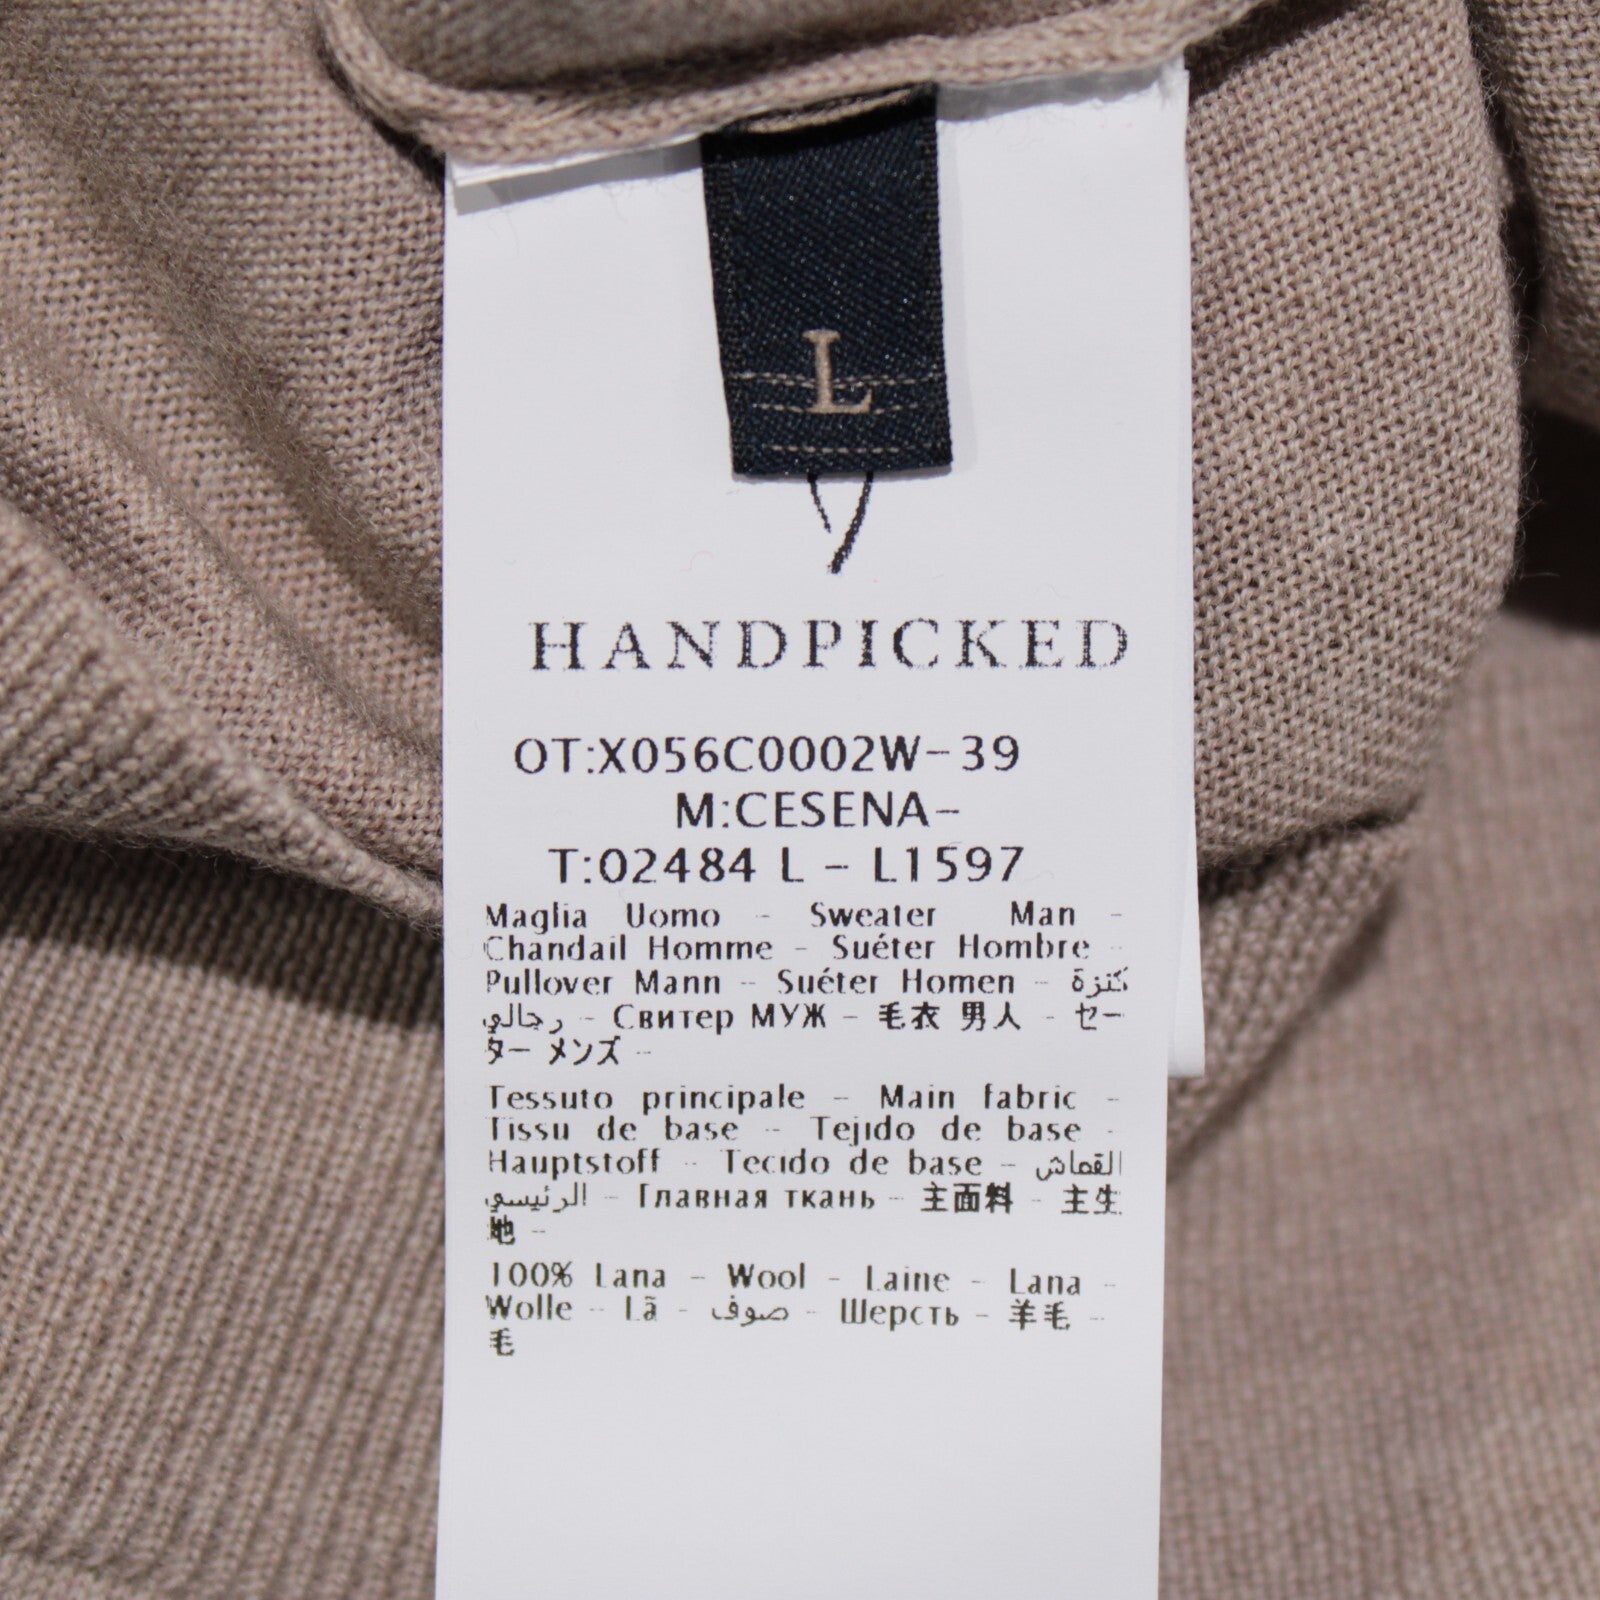 L
HANDPICKED
OT:X056C0002W-39
M:CESENA-
T:02484 L - L1597
Maglia Uomo - Sweater Man -
Chandail Homme - Suéter Hombre -
Pullover Mann - Suéter Homen - كنزة
رجالي - Свитер МУЖ - 毛衣 男人 - セー
ター メンズ -
Tessuto principale - Main fabric -
Tissu de base - Tejido de base -
Hauptstoff - Tecido de base - القماش
الرئيسي - Главная ткань - 主面料 - 主生
地 -
100% Lana - Wool - Laine - Lana -
Wolle - Lã - صوف - Шерсть - 羊毛 -
毛